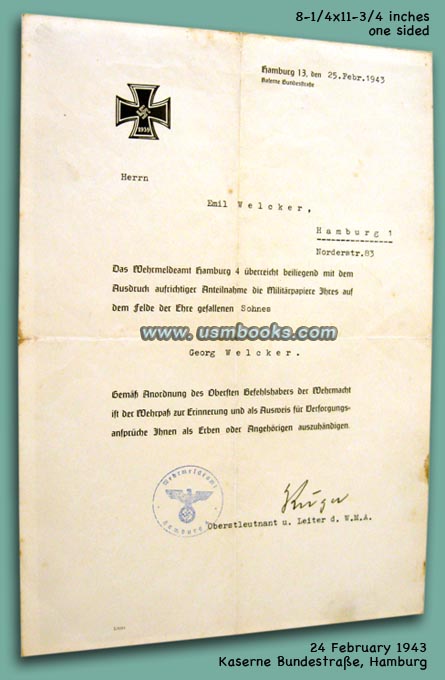 8-1/4x11-3/4 inches
one sided
Hamburg 13, den 25.Febr.1943
Kaserne Bundestraße
1939
Herrn
Emil Welcker,
Hamburg 1
Norderstr.83
Das Wehrmeldeamt Hamburg 4 überreicht beiliegend mit dem
Ausdruck aufrichtiger Anteilnahme die Militärpapiere Ihres auf
dem Felde der Ehre gefallenen Sohnes
www.usmbooks.com
Georg Welcker.
Gemäß Anordnung des Obersten Befehlshabers der Wehrmacht
ist der Wehrpaß zur Erinnerung und als Ausweis für Versorgungs-
ansprüche Ihnen als Erben oder Angehörigen auszuhändigen.
Wehrmeldeamt
Hamburg
Oberstleutnant u. Leiter d. W.M.A.
24 February 1943
Kaserne Bundestraße, Hamburg